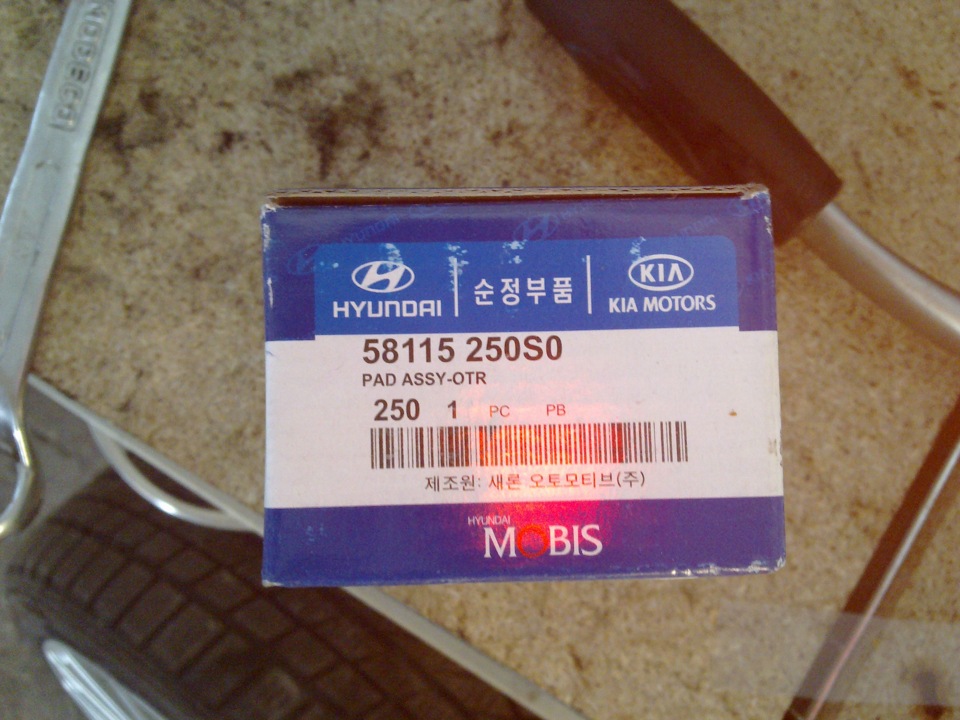 HYUNDAI
순정부품
KIA
KIA MOTORS
58115 250S0
PAD ASSY-OTR
250 1 PC PB
제조원: 새론 오토모티브(주)
HYUNDAI
MOBIS